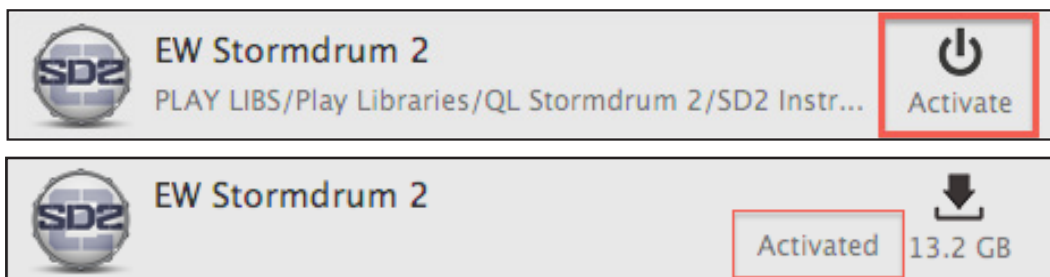 SD2
EW Stormdrum 2
PLAY LIBS/Play Libraries/QL Stormdrum 2/SD2 Instr...
Activate
SD2
EW Stormdrum 2
Activated
13.2 GB